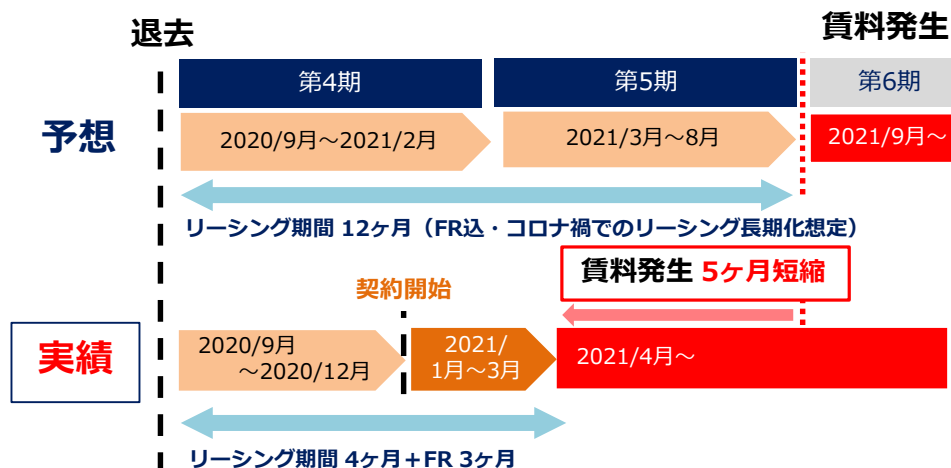 退去
賃料発生
第4期
第5期
第6期
予想
2020/9月～2021/2月
2021/3月～8月
2021/9月～
リーシング期間 12ヶ月（FR込・コロナ禍でのリーシング長期化想定）
賃料発生 5ヶ月短縮
契約開始
実績
2020/9月
～2020/12月
2021/
1月～3月
2021/4月～
リーシング期間 4ヶ月＋FR 3ヶ月